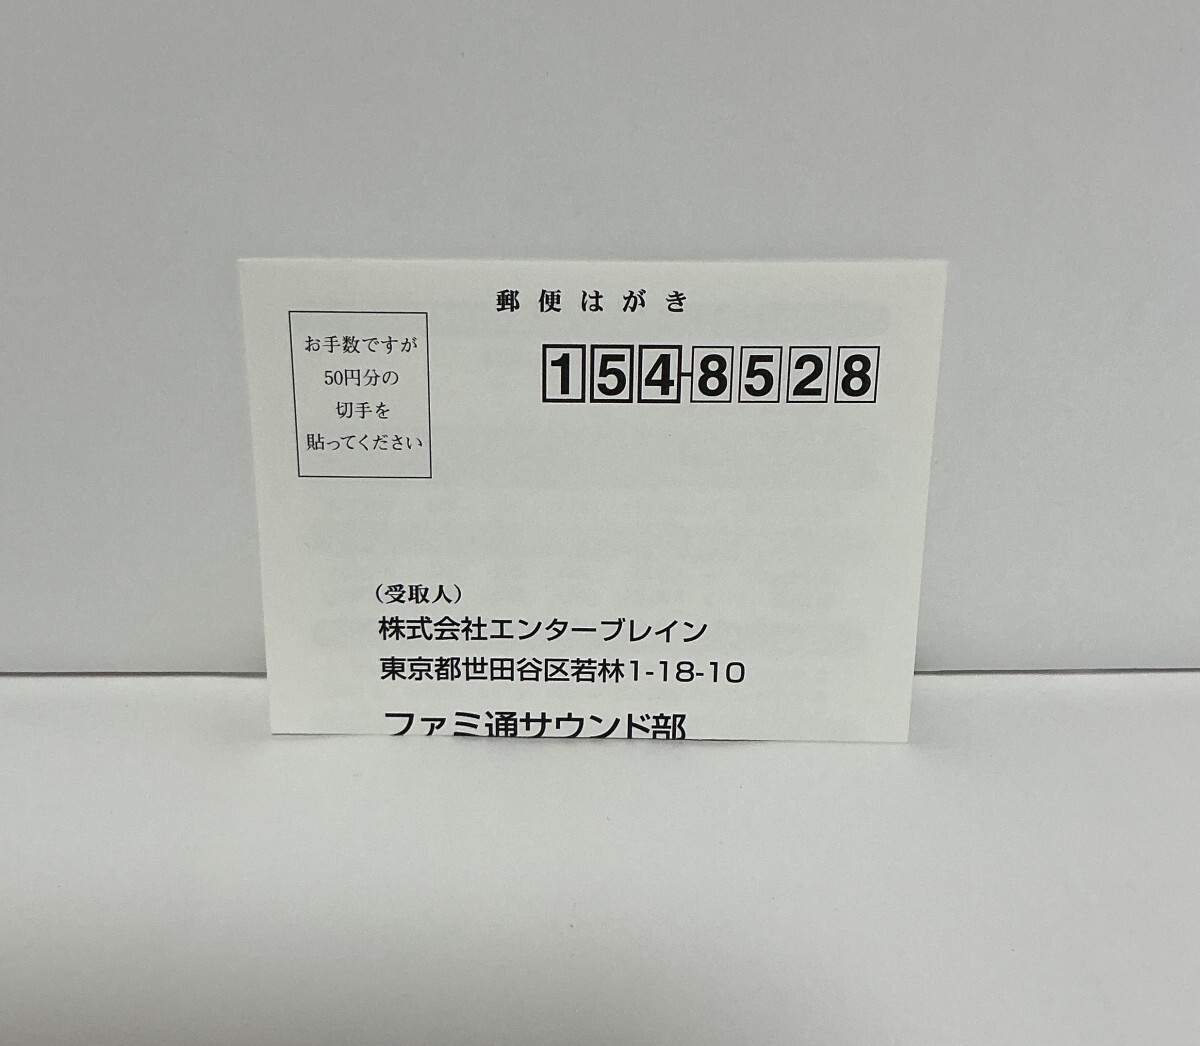 郵便はがき
お手数ですが
50円分の
切手を
貼ってください
154-8528
（受取人）
株式会社エンターブレイン
東京都世田谷区若林1-18-10
ファミ通サウンド部